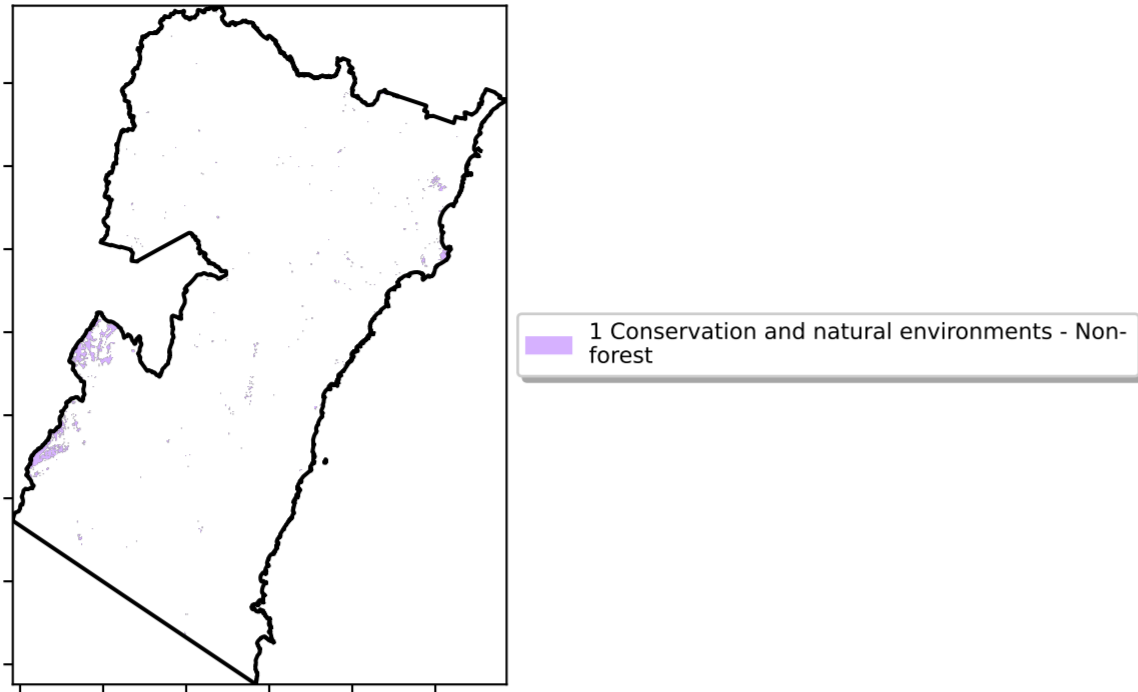 1 Conservation and natural environments - Non-
forest